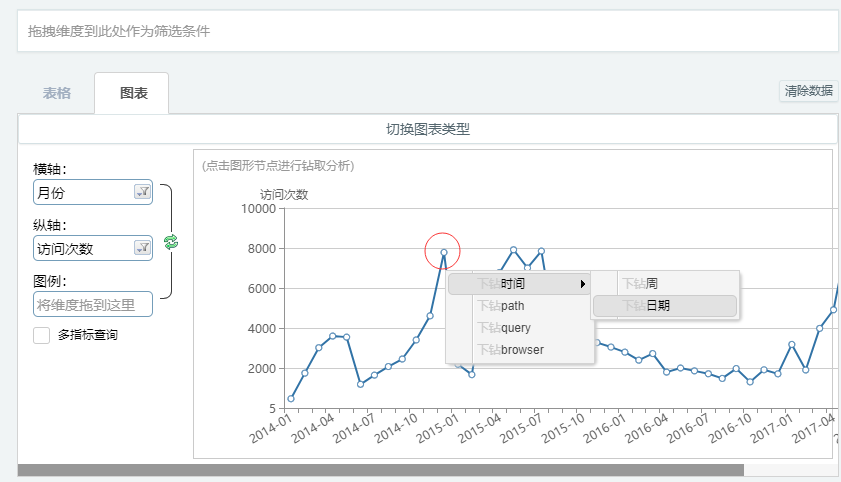 拖拽维度到此处作为筛选条件
表格
图表
清除数据
切换图表类型
横轴：
月份
纵轴：
访问次数
图例：
将维度拖到这里
多指标查询
(点击图形节点进行钻取分析)
访问次数
10000
8000
6000
4000
2000
5
下钻时间
下钻path
下钻query
下钻browser
下钻周
下钻日期
2014-01
2014-04
2014-07
2014-10
2015-01
2015-04
2015-07
2015-10
2016-01
2016-04
2016-07
2016-10
2017-01
2017-04